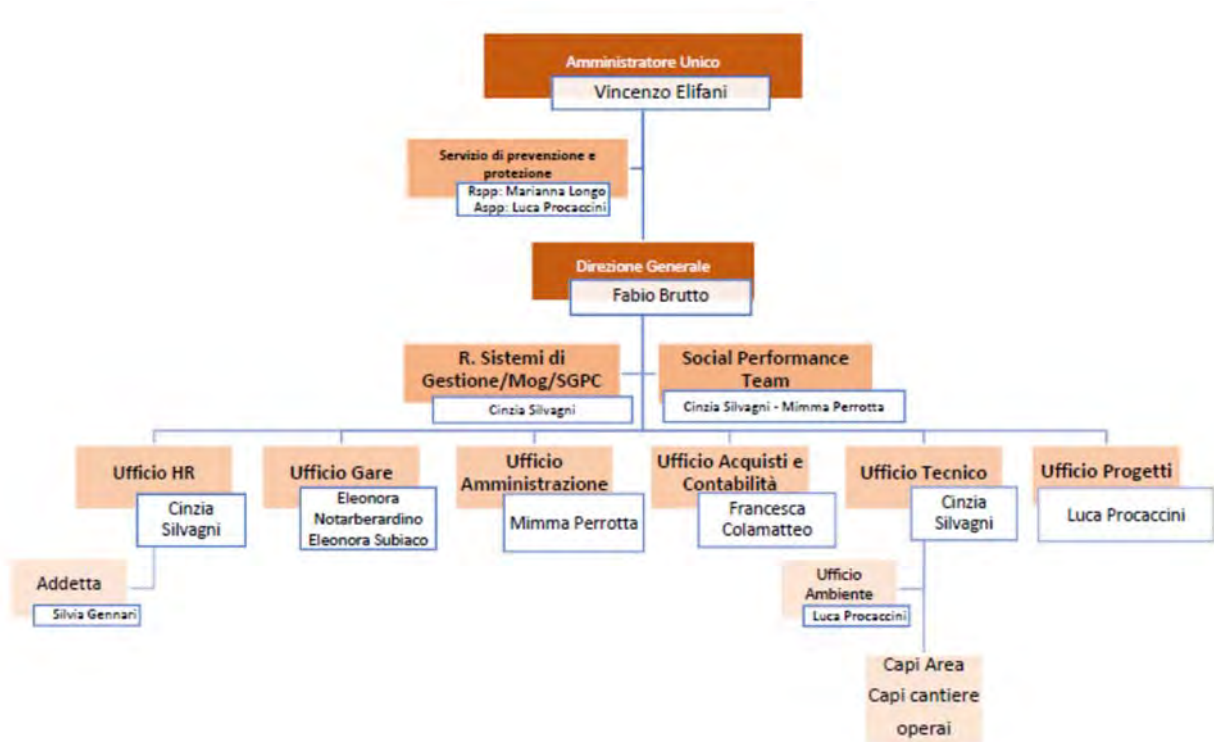 Amministratore Unico
Vincenzo Elifani
Servizio di prevenzione e
protezione
Rspp: Marianna Longo
Aspp: Luca Procaccini
Direzione Generale
Fabio Brutto
R. Sistemi di
Gestione/Mog/SGPC
Cinzia Silvagni
Social Performance
Team
Cinzia Silvagni - Mimma Perrotta
Ufficio HR
Cinzia
Silvagni
Ufficio Gare
Eleonora
Notarberardino
Eleonora Subiaco
Ufficio
Amministrazione
Mimma Perrotta
Ufficio Acquisti e
Contabilità
Francesca
Colamatteo
Ufficio Tecnico
Cinzia
Silvagni
Ufficio Progetti
Luca Procaccini
Addetta
Silvia Gennari
Ufficio
Ambiente
Luca Procaccini
Capi Area
Capi cantiere
operai